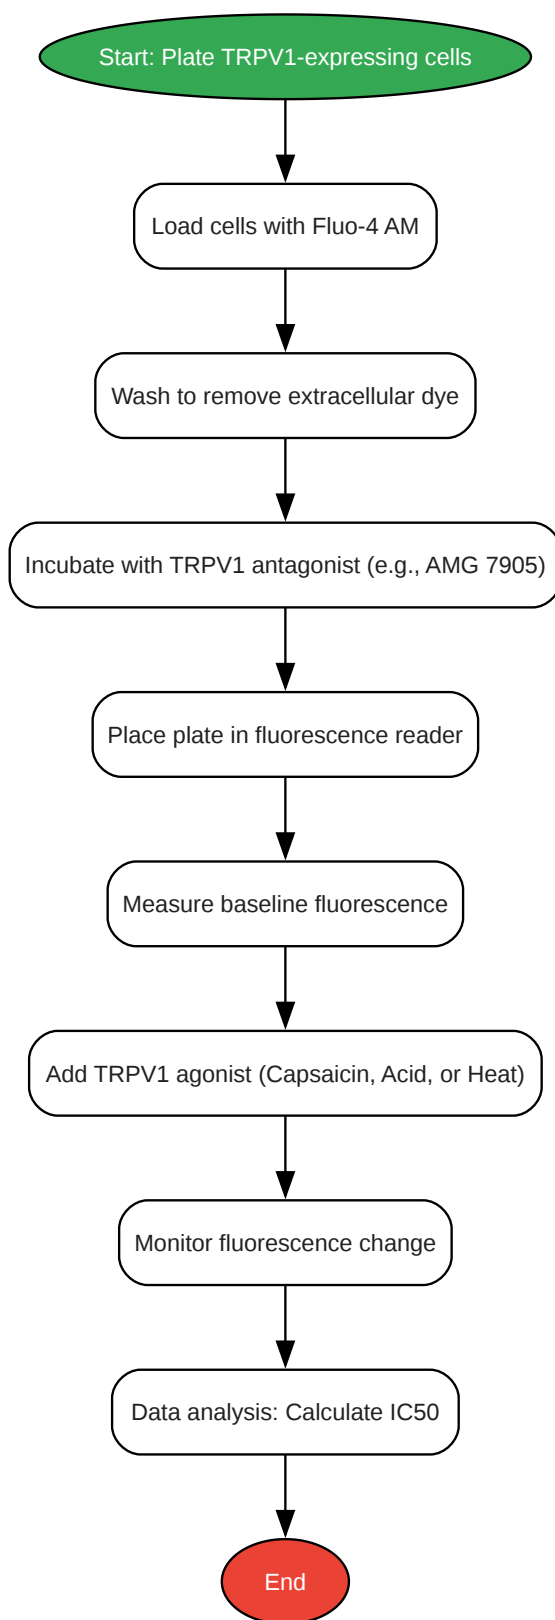 Start: Plate TRPV1-expressing cells
Load cells with Fluo-4 AM
Wash to remove extracellular dye
Incubate with TRPV1 antagonist (e.g., AMG 7905)
Place plate in fluorescence reader
Measure baseline fluorescence
Add TRPV1 agonist (Capsaicin, Acid, or Heat)
Monitor fluorescence change
Data analysis: Calculate IC50
End